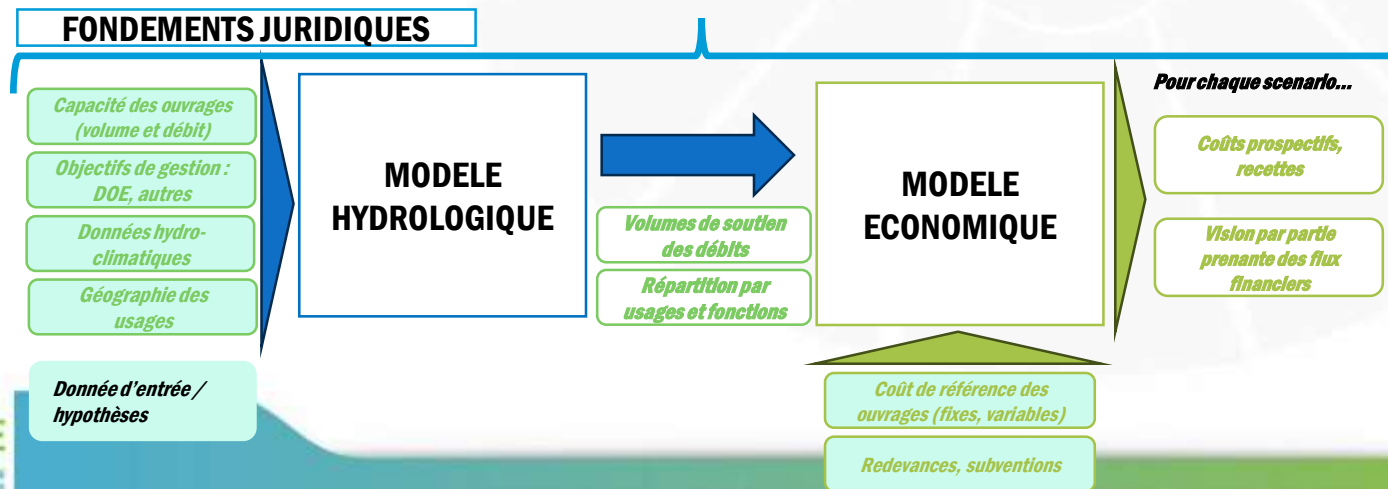 FONDEMENTS JURIDIQUES
Capacité des ouvrages
(volume et débit)
Objectifs de gestion :
DOE, autres
Données hydro-
climatiques
Géographie des
usages
Donnée d'entrée /
hypothèses
MODELE
HYDROLOGIQUE
Volumes de soutien
des débits
Répartition par
usages et fonctions
MODELE
ECONOMIQUE
Coût de référence des
ouvrages (fixes, variables)
Redevances, subventions
Pour chaque scenario...
Coûts prospectifs,
recettes
Vision par partie
prenante des flux
financiers